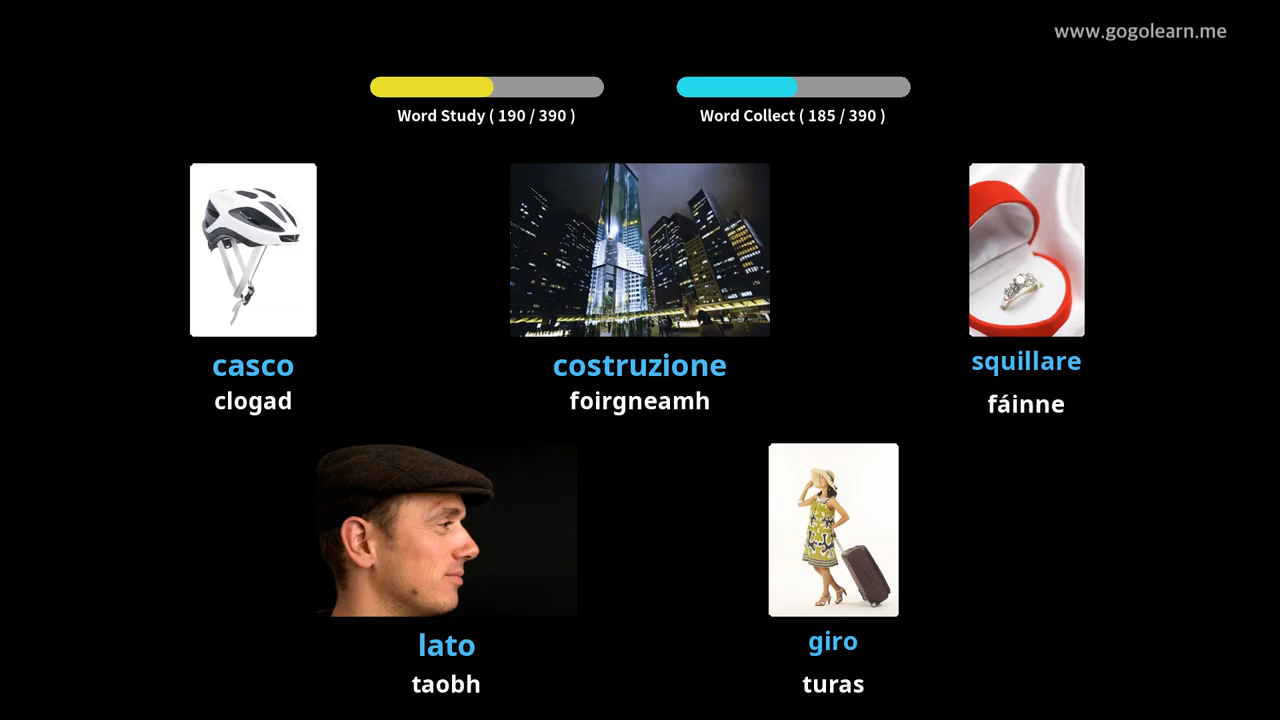 www.gogolearn.me
Word Study ( 190 / 390 )
Word Collect ( 185 / 390 )
casco
clogad
costruzione
foirgneamh
squillare
fáinne
lato
taobh
giro
turas